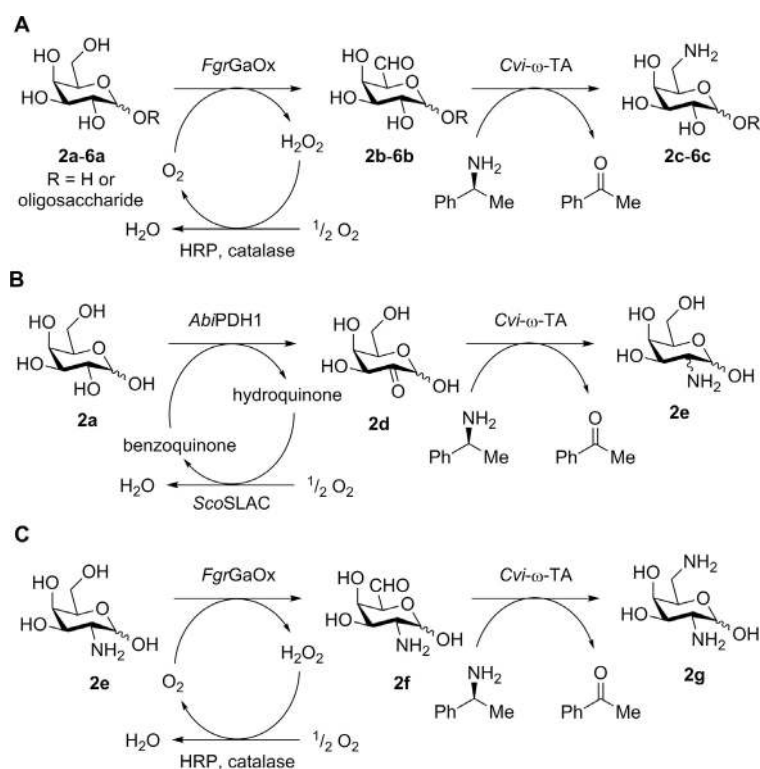 A
OH
HO
O
HO
HO
OR
2a-6a
R = H or
oligosaccharide
FgrGaOx
O2
H2O2
H2O
1/2 O2
HRP, catalase
CHO
HO
O
HO
HO
OR
2b-6b
Cvi-ω-TA
NH2
Ph
Me
O
Ph
Me
NH2
HO
O
HO
HO
OR
2c-6c
B
OH
HO
O
HO
HO
OH
2a
AbiPDH1
hydroquinone
benzoquinone
H2O
1/2 O2
ScoSLAC
OH
HO
O
HO
OH
O
2d
Cvi-ω-TA
NH2
Ph
Me
O
Ph
Me
OH
HO
O
HO
OH
NH2
2e
C
OH
HO
O
HO
OH
NH2
2e
FgrGaOx
O2
H2O2
H2O
1/2 O2
HRP, catalase
CHO
HO
O
HO
OH
NH2
2f
Cvi-ω-TA
NH2
Ph
Me
O
Ph
Me
NH2
HO
O
HO
OH
NH2
2g